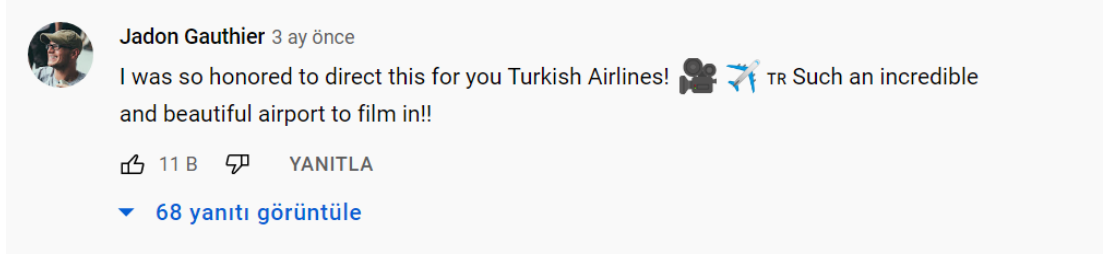 Jadon Gauthier 3 ay önce
I was so honored to direct this for you Turkish Airlines! 🎥 ✈️ TR Such an incredible
and beautiful airport to film in!!
11 B YANITLA
68 yanıtı görüntüle